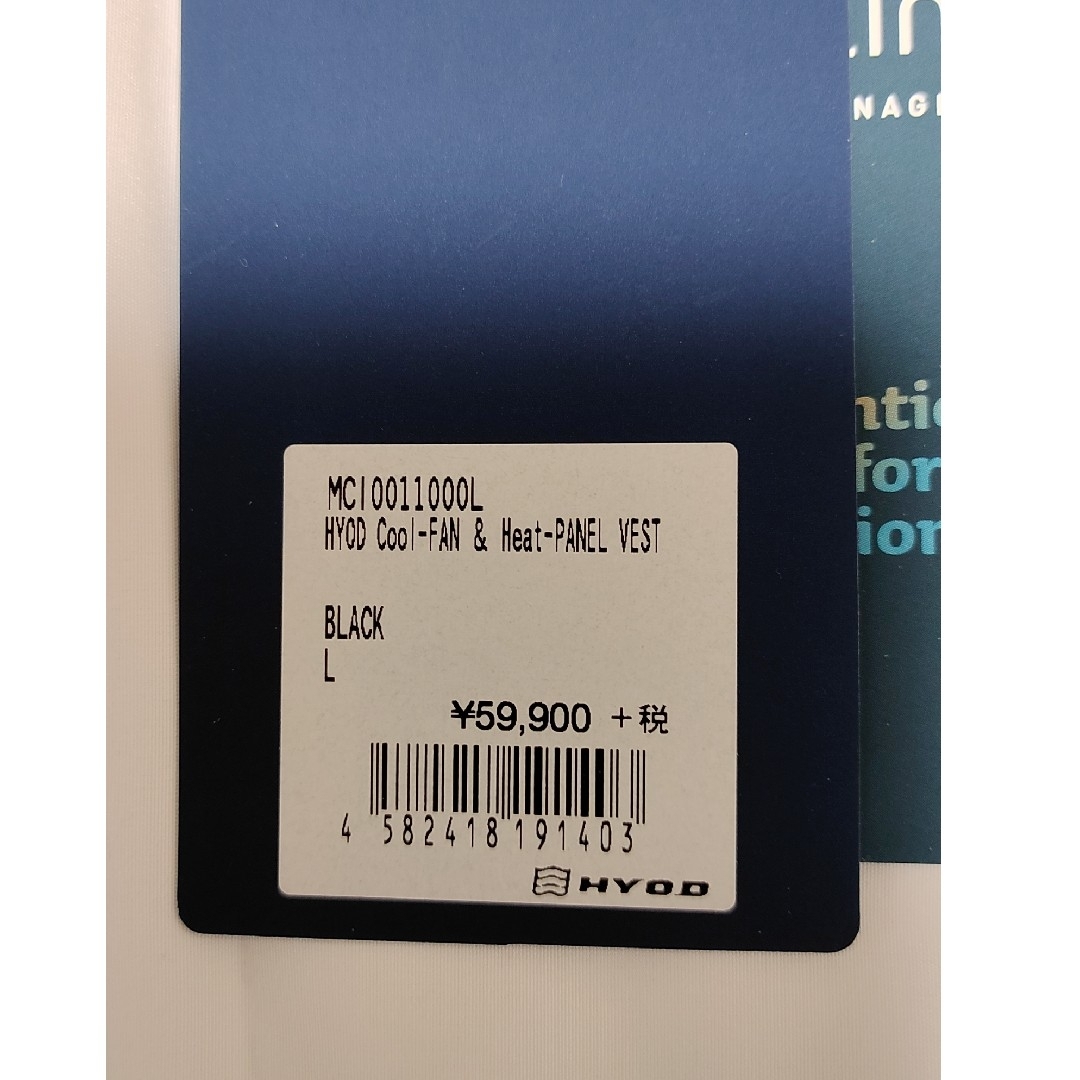 MCI0011000L
HYOD Cool-FAN & Heat-PANEL VEST
BLACK
L
¥59,900 +税
4 582418 191403
HYOD